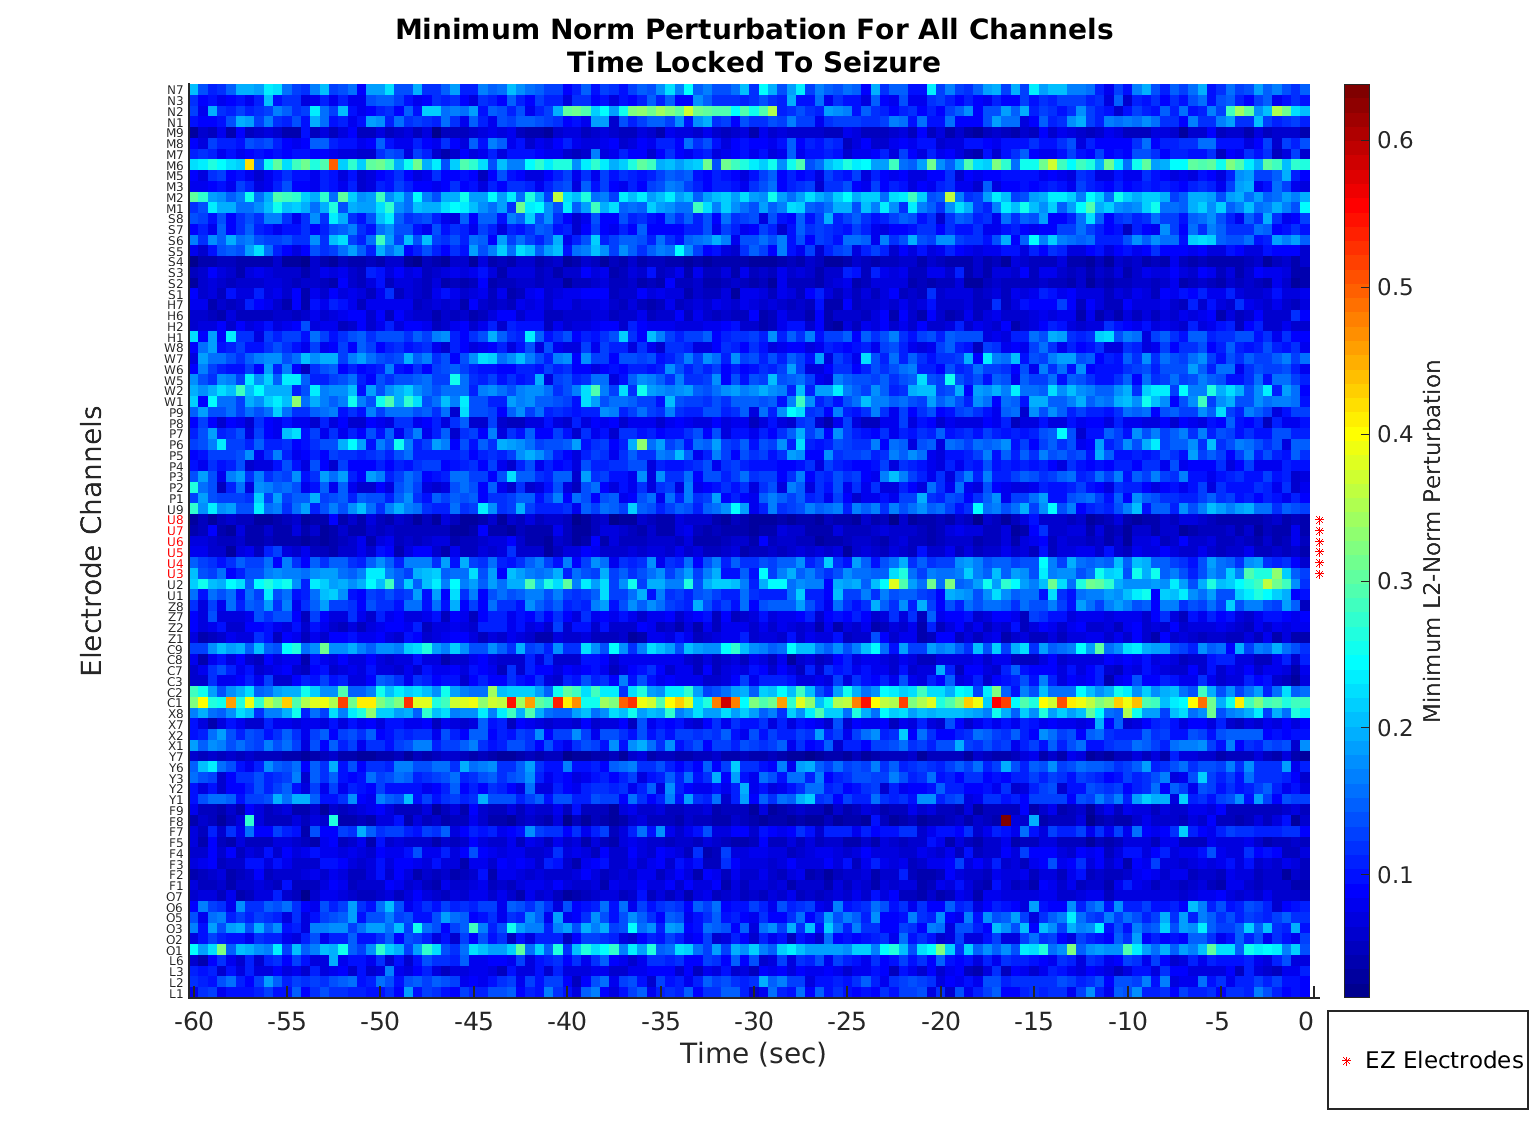 Minimum Norm Perturbation For All Channels
Time Locked To Seizure
Electrode Channels
N7
N3
N2
N1
M9
M8
M7
M6
M5
M3
M2
M1
S8
S7
S6
S5
S4
S3
S2
S1
H7
H6
H2
H1
W8
W7
W6
W5
W2
W1
P9
P8
P7
P6
P5
P4
P3
P2
P1
U9
U8
U7
U6
U5
U4
U3
U2
U1
Z8
Z7
Z2
Z1
C9
C8
C7
C3
C2
C1
X8
X7
X2
X1
Y7
Y6
Y3
Y2
Y1
F9
F8
F7
F5
F4
F3
F2
F1
O7
O6
O5
O3
O2
O1
L6
L3
L2
L1
-60 -55 -50 -45 -40 -35 -30 -25 -20 -15 -10 -5 0
Time (sec)
0.6
0.5
0.4
0.3
0.2
0.1
Minimum L2-Norm Perturbation
EZ Electrodes